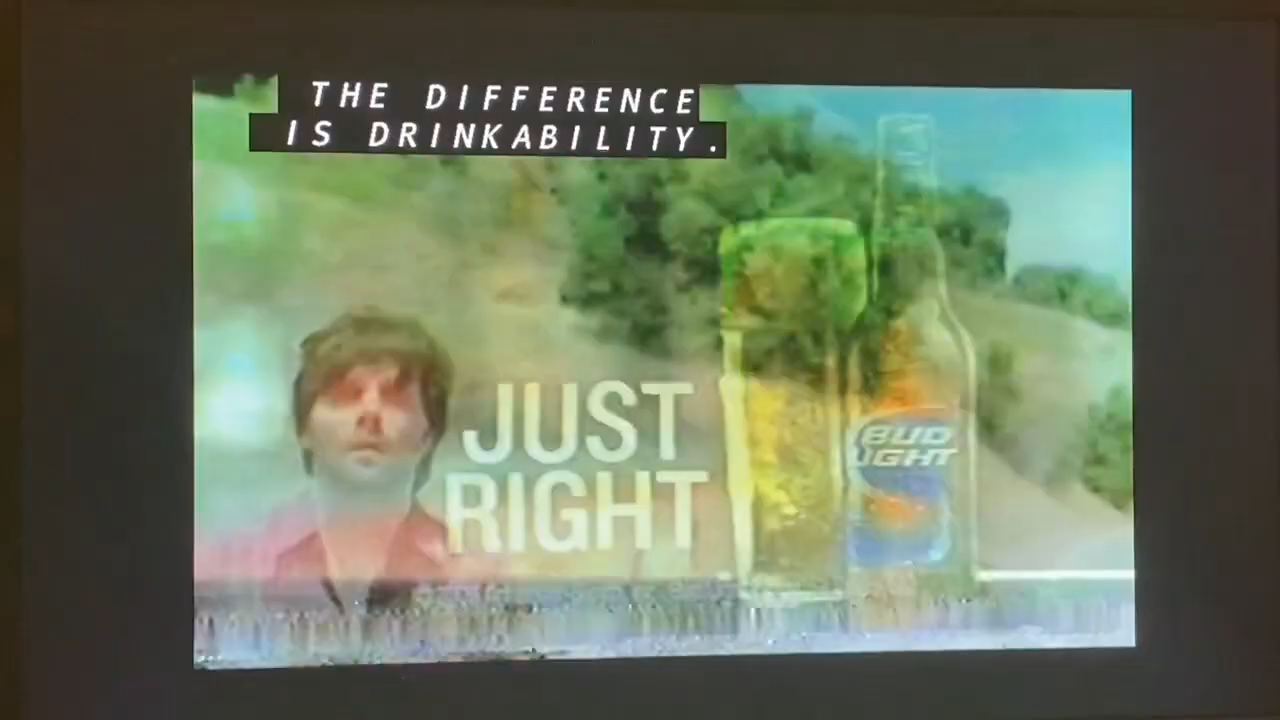 THE DIFFERENCE
IS DRINKABILITY.
JUST
RIGHT
BUD
LIGHT